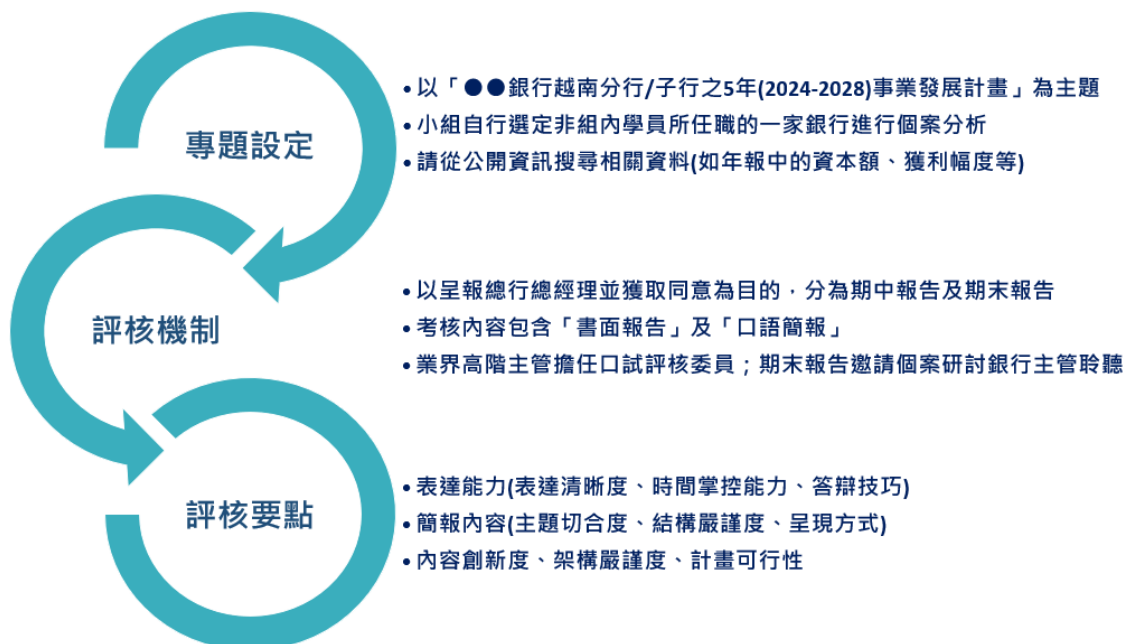 專題設定
• 以「●●銀行越南分行/子行之5年(2024-2028)事業發展計畫」為主題
• 小組自行選定非組內學員所任職的一家銀行進行個案分析
• 請從公開資訊搜尋相關資料(如年報中的資本額、獲利幅度等)
評核機制
• 以呈報總行總經理並獲取同意為目的，分為期中報告及期末報告
• 考核內容包含「書面報告」及「口語簡報」
• 業界高階主管擔任口試評核委員；期末報告邀請個案研討銀行主管聆聽
評核要點
• 表達能力(表達清晰度、時間掌控能力、答辯技巧)
• 簡報內容(主題切合度、結構嚴謹度、呈現方式)
• 內容創新度、架構嚴謹度、計畫可行性